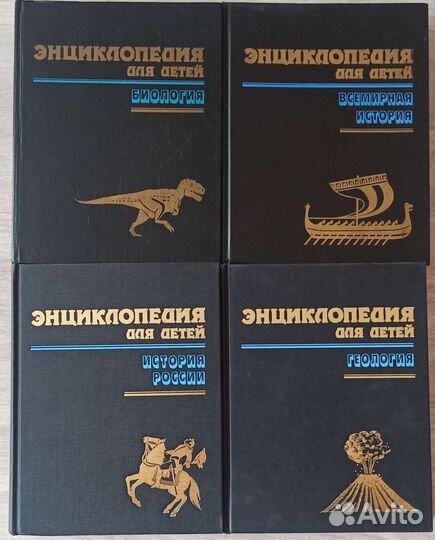 ЭНЦИКЛОПЕДИЯ
ДЛЯ ДЕТЕЙ
БИОЛОГИЯ
ЭНЦИКЛОПЕДИЯ
ДЛЯ ДЕТЕЙ
ВСЕМИРНАЯ
ИСТОРИЯ
ЭНЦИКЛОПЕДИЯ
ДЛЯ ДЕТЕЙ
ИСТОРИЯ
РОССИИ
ЭНЦИКЛОПЕДИЯ
ДЛЯ ДЕТЕЙ
ГЕОЛОГИЯ
Avito